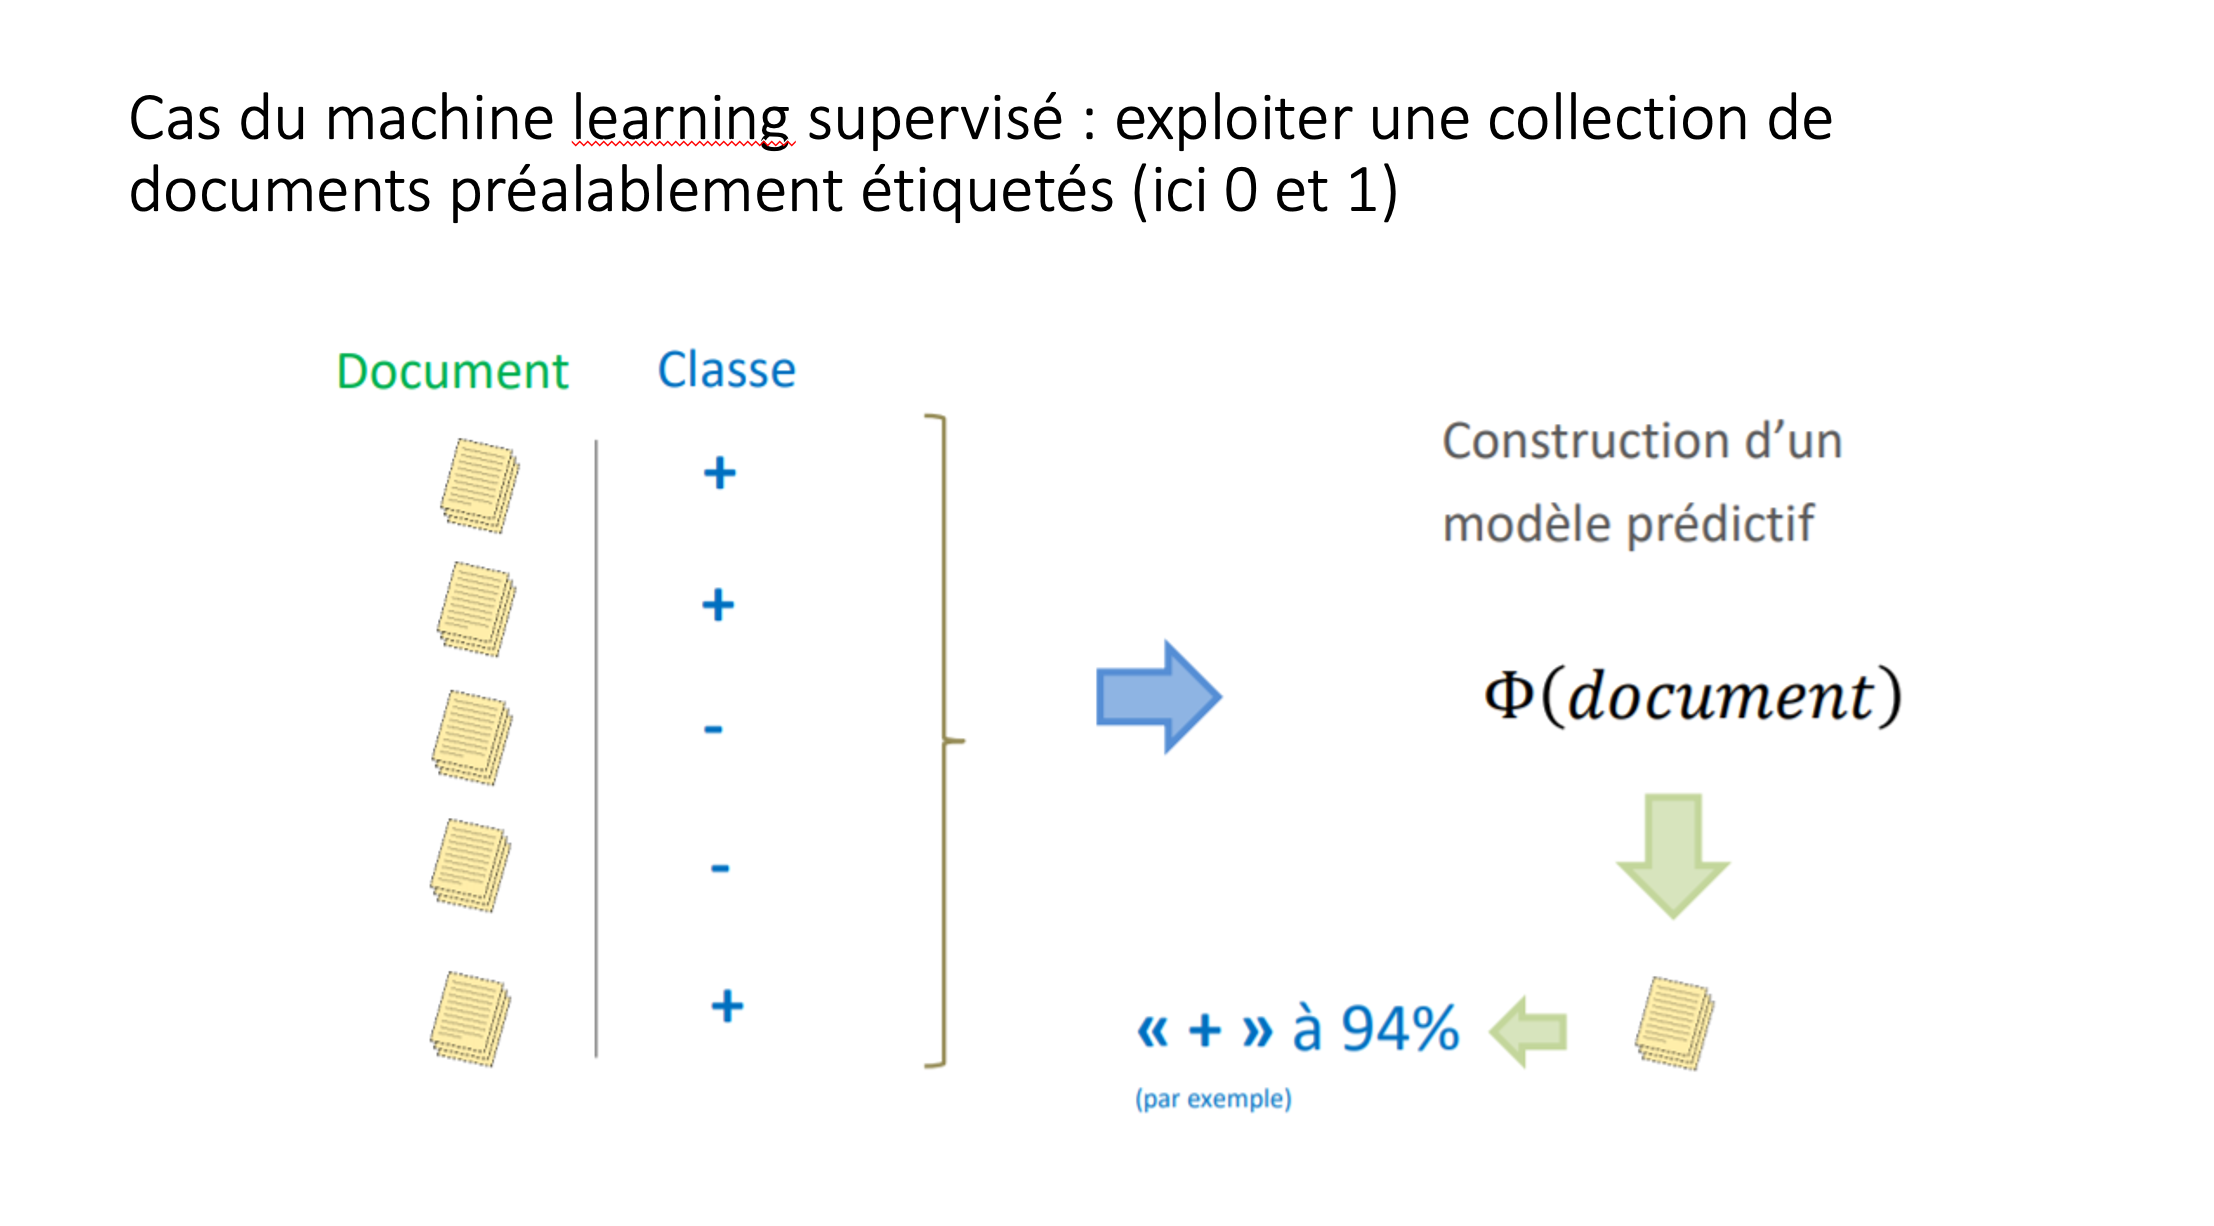 Cas du machine learning supervisé : exploiter une collection de
documents préalablement étiquetés (ici 0 et 1)
Document Classe
+
+
-
-
+
Construction d’un
modèle prédictif
Φ(document)
« + » à 94%
(par exemple)